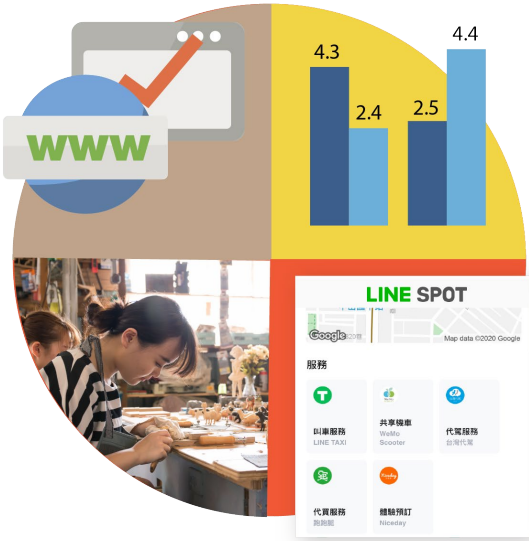 www
4.3
2.4
2.5
4.4
LINE SPOT
Google
Map data ©2020 Google
服務
叫車服務
LINE TAXI
共享機車
WeMo
Scooter
代駕服務
台灣代駕
代買服務
跑跑腿
體驗預訂
Niceday